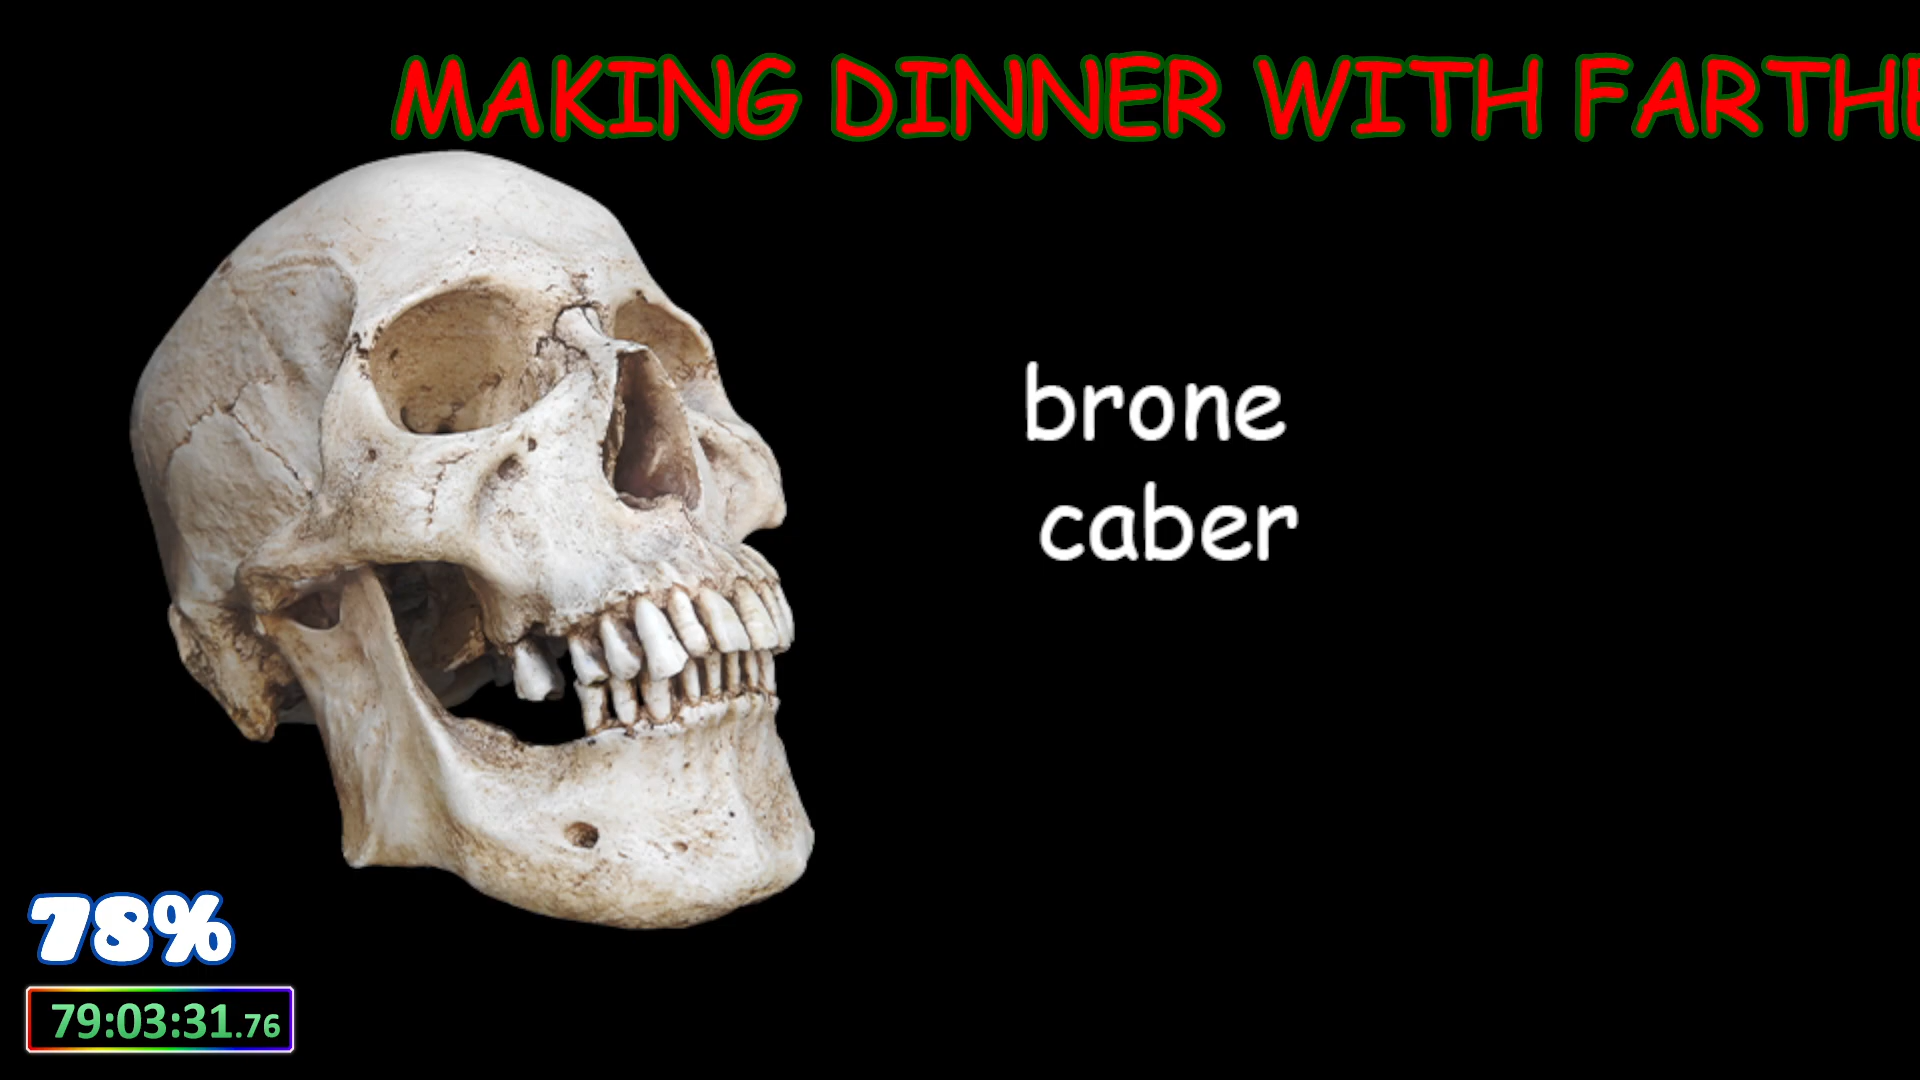 MAKING DINNER WITH FARTHE
brone
caber
78%
79:03:31.76